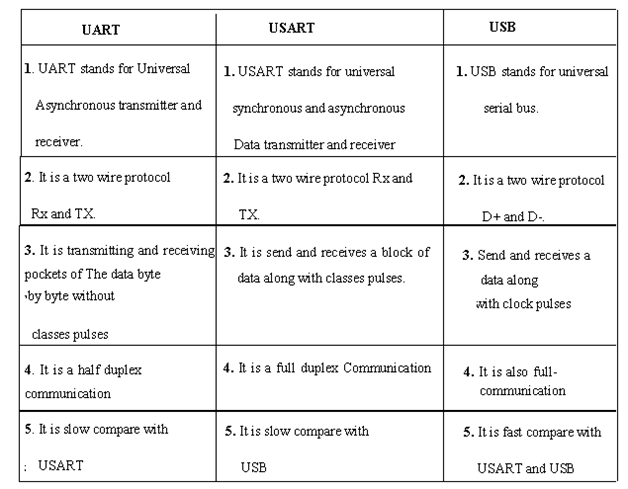 UART
USART
USB
1. UART stands for Universal
Asynchronous transmitter and
receiver.
1. USART stands for universal
synchronous and asynchronous
Data transmitter and receiver
1. USB stands for universal
serial bus.
2. It is a two wire protocol
Rx and TX.
2. It is a two wire protocol Rx and
TX.
2. It is a two wire protocol
D+ and D-.
3. It is transmitting and receiving
pockets of The data byte
by byte without
classes pulses
3. It is send and receives a block of
data along with classes pulses.
3. Send and receives a
data along
with clock pulses
4. It is a half duplex
communication
4. It is a full duplex Communication
4. It is also full-
communication
5. It is slow compare with
; USART
5. It is slow compare with
USB
5. It is fast compare with
USART and USB